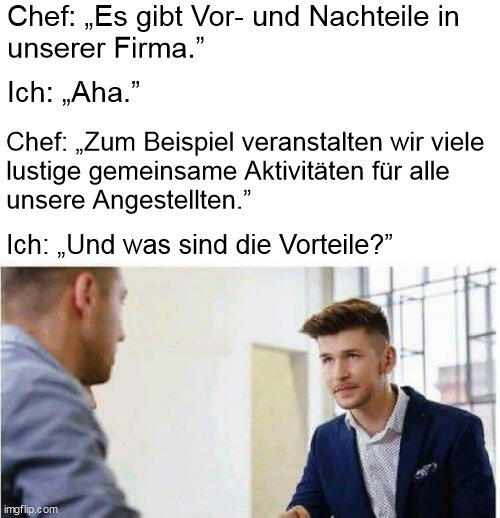 Chef: „Es gibt Vor- und Nachteile in
unserer Firma.”
Ich: „Aha.”
Chef: „Zum Beispiel veranstalten wir viele
lustige gemeinsame Aktivitäten für alle
unsere Angestellten.”
Ich: „Und was sind die Vorteile?”
imgflip.com